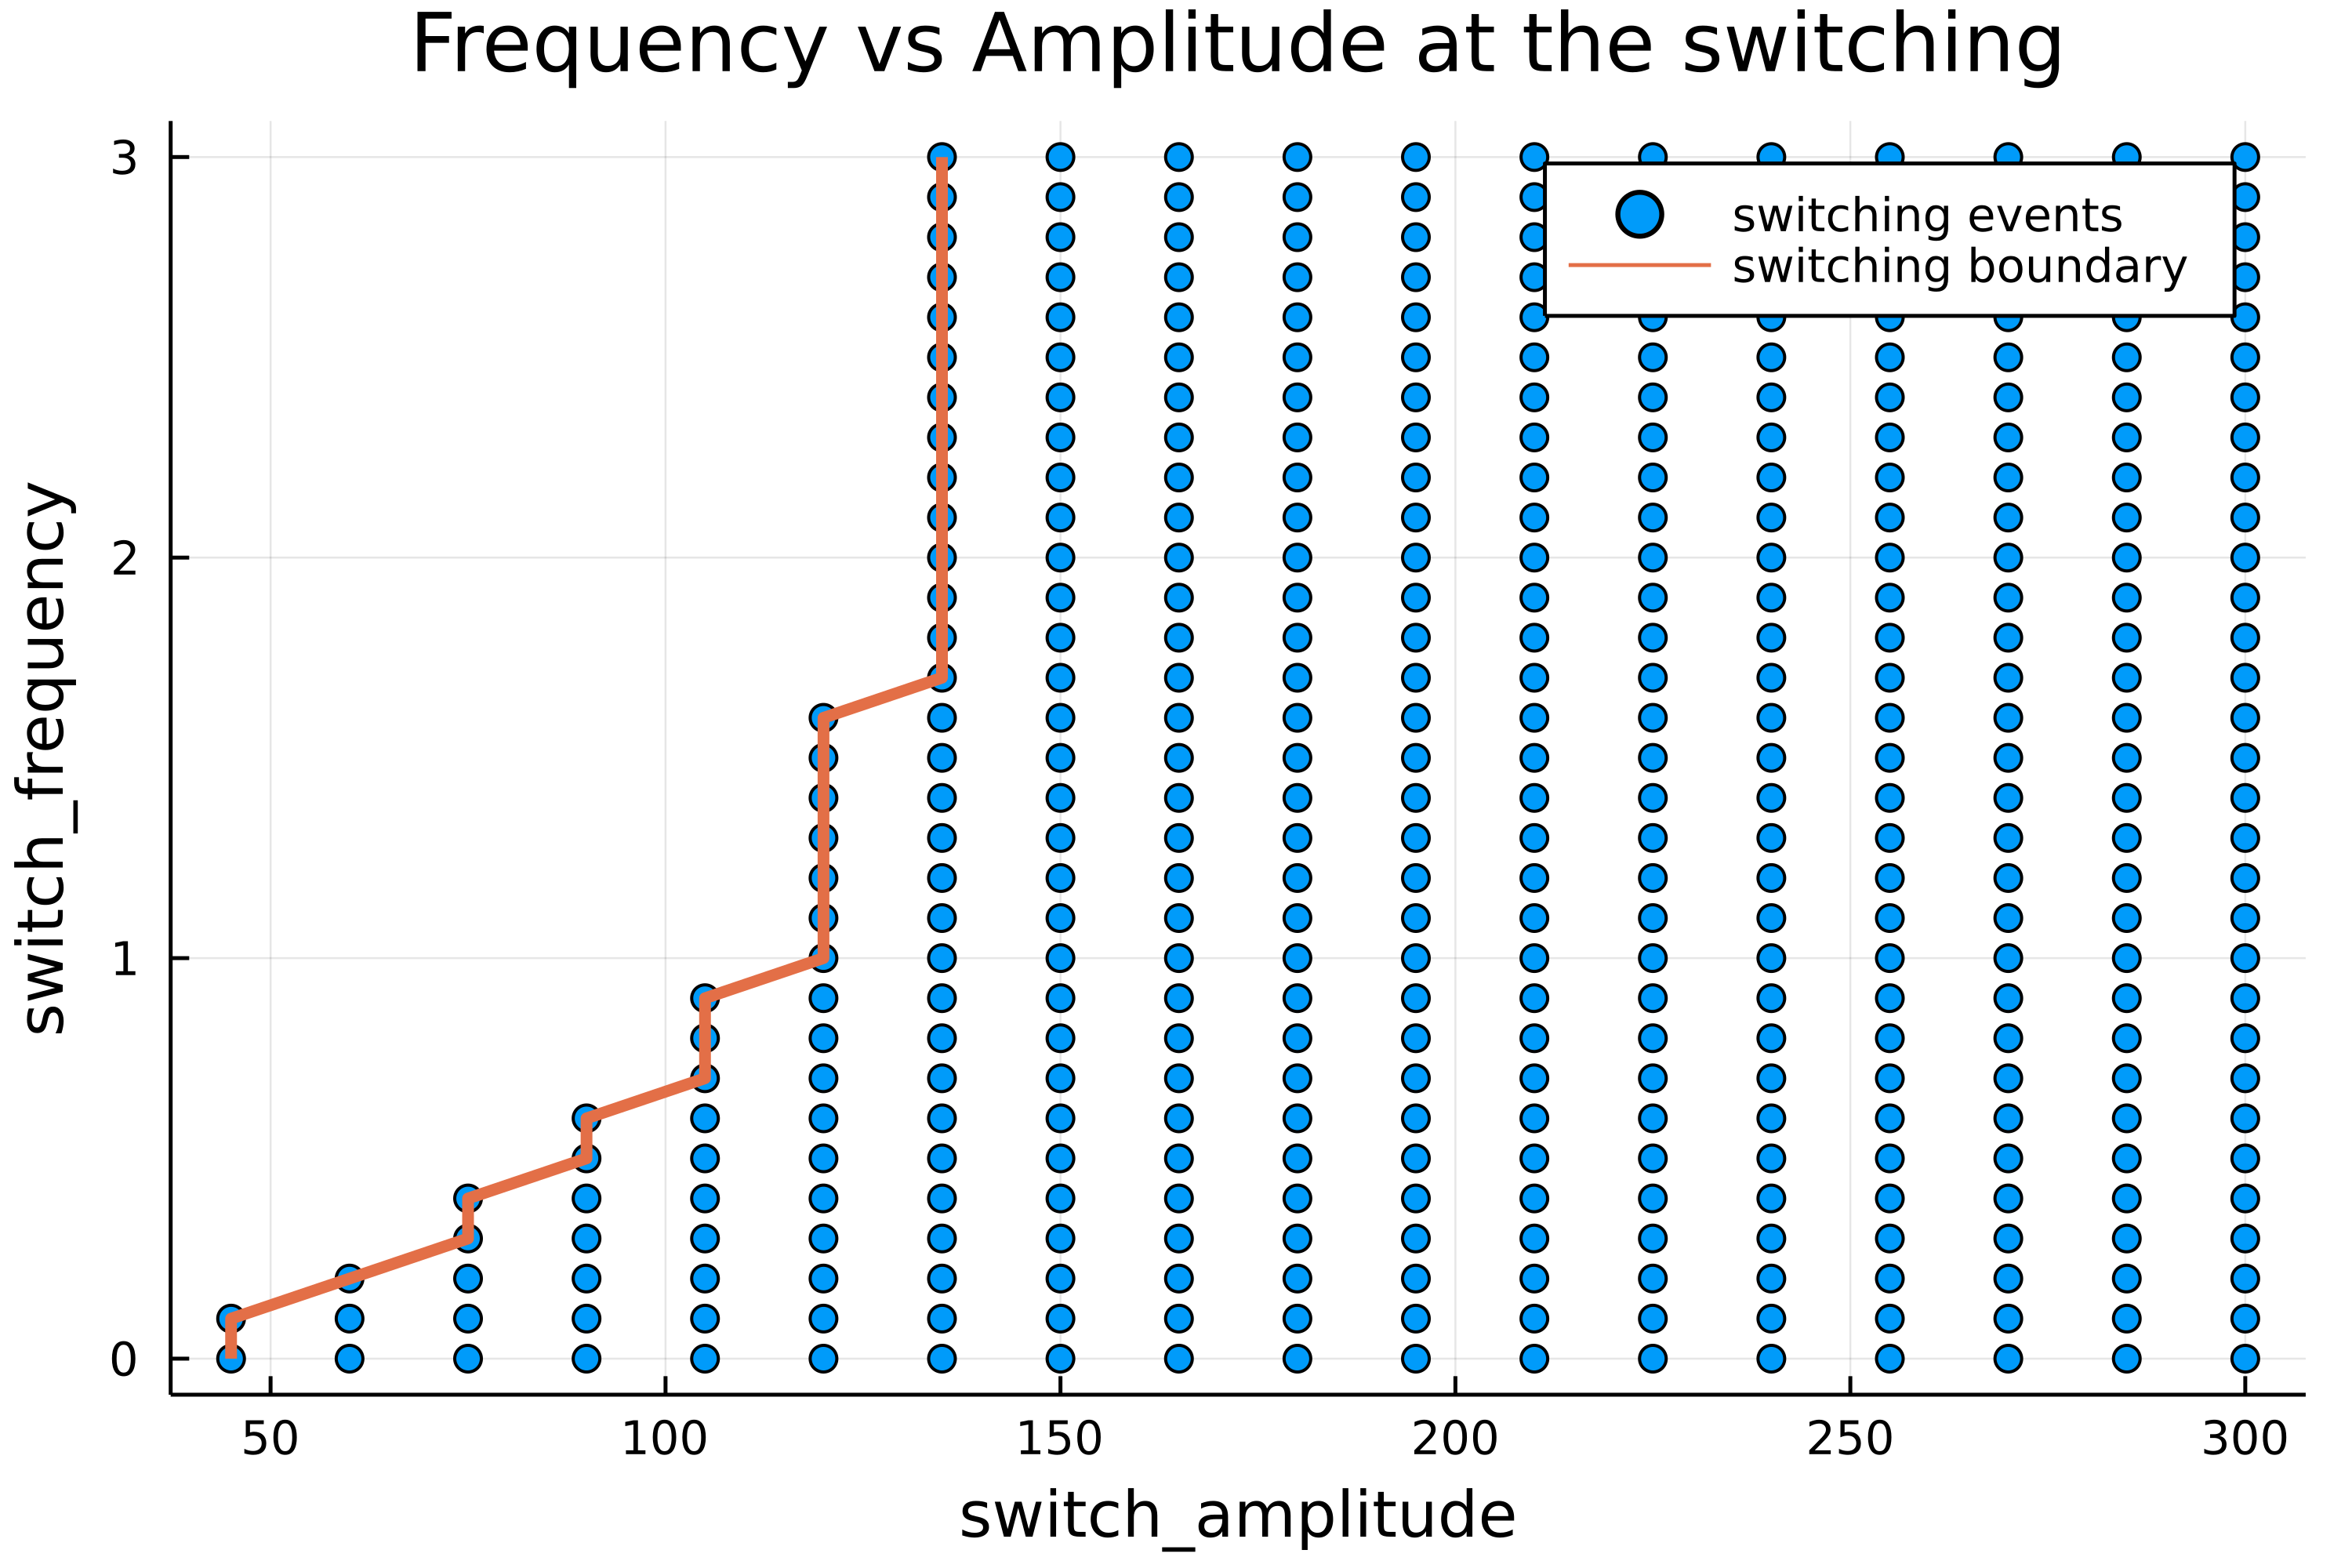 Frequency vs Amplitude at the switching
switch_frequency
3
2
1
0
switching events
switching boundary
50 100 150 200 250 300
switch_amplitude